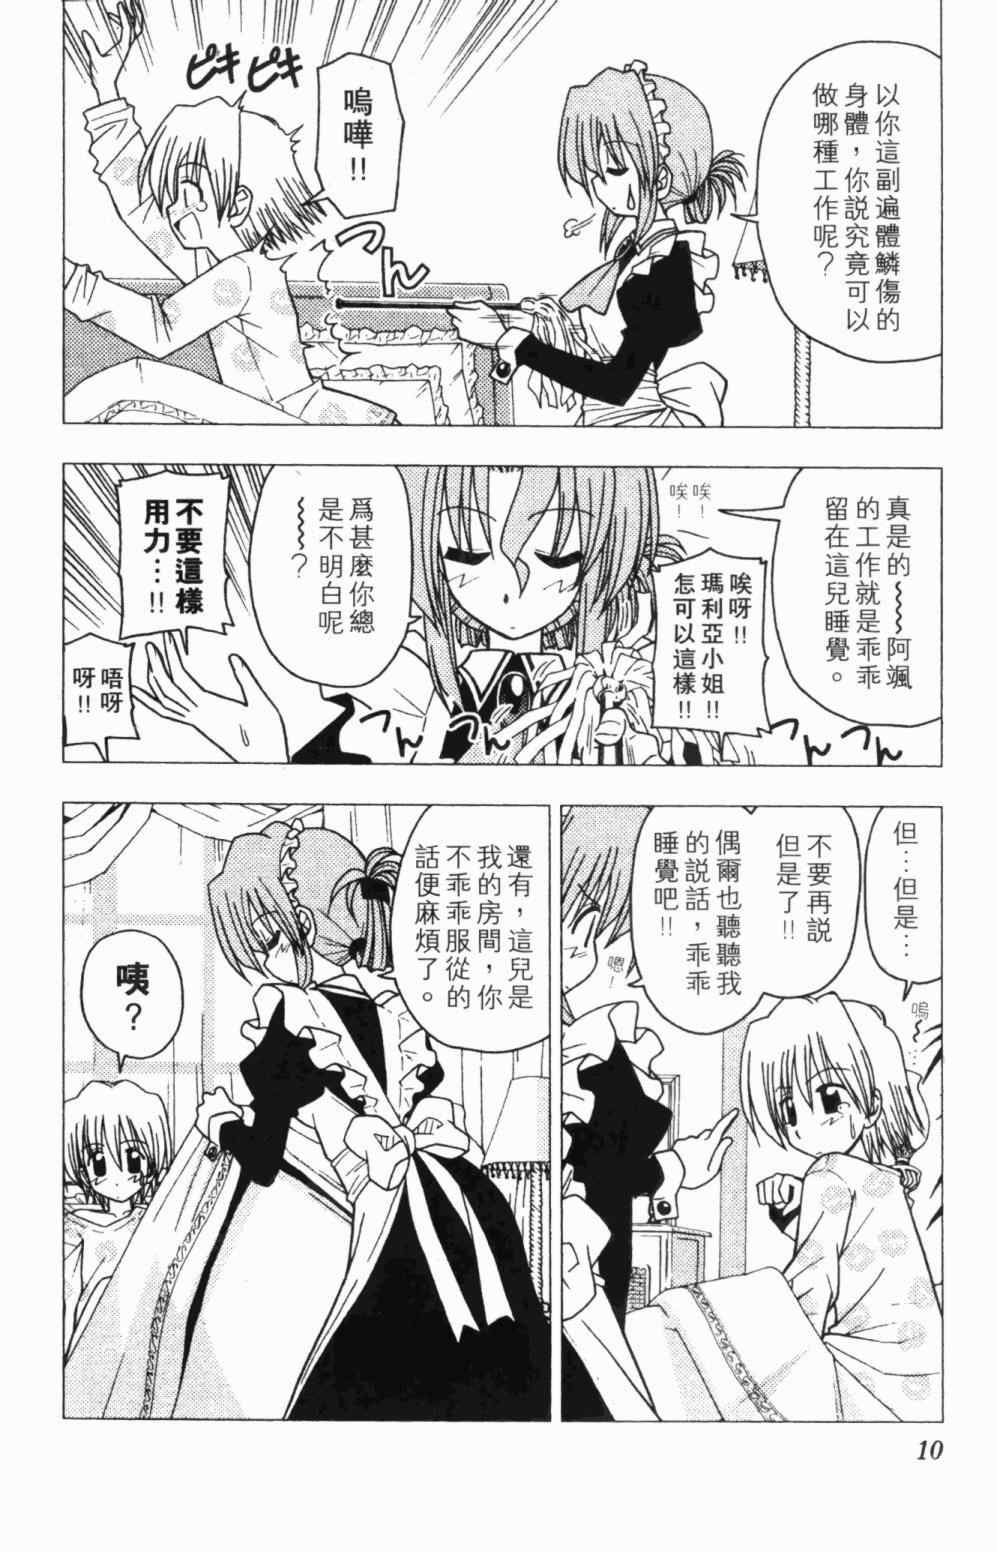 以你這副遍體鱗傷的
身體，你説究竟可以
做哪種工作呢？
嗚嘩!!
ピキ
ピキ
つん
真是的~~~~阿颯
的工作就是乖乖
留在這兒睡覺。
唉！
唉！
唉呀!!
瑪利亞小姐!!
怎可以這樣!!
爲甚麼你總
是不明白呢
~~~~？
不要這樣
用力…!!
唔呀
呀!!
つん
つん
つん
つん
但…但是…
嗚…
不要再説
但是了!!
偶爾也聽聽我
的説話，乖乖
睡覺吧!!
嗯！
還有，這兒是
我的房間，你
不乖乖服從的
話便麻煩了。
咦？
10